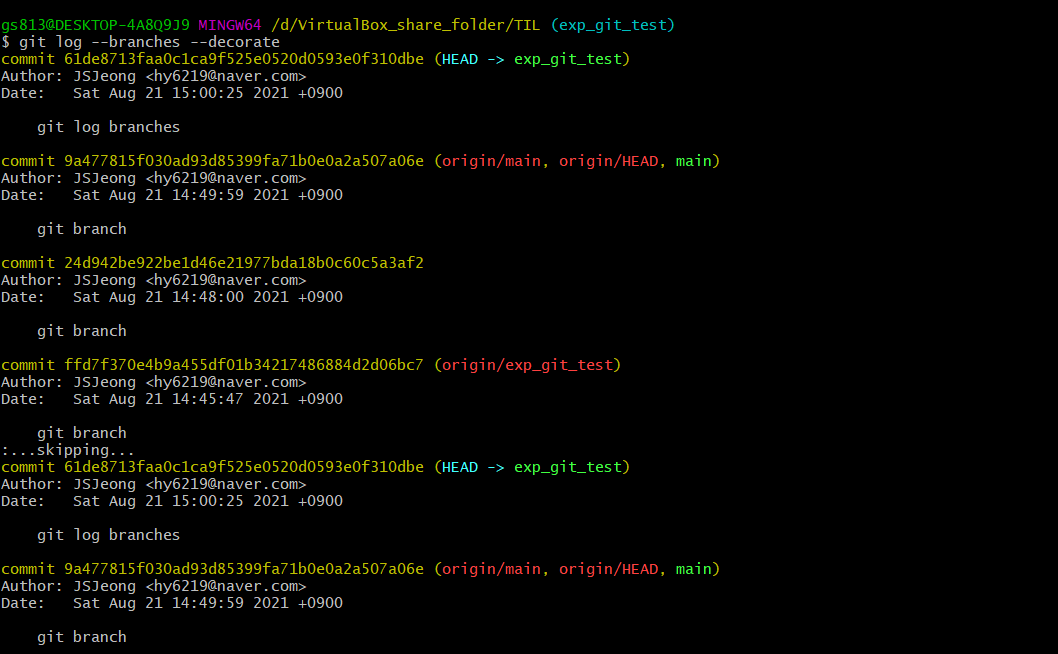 gs813@DESKTOP-4A8Q9J9 MINGW64 /d/VirtualBox_share_folder/TIL (exp_git_test)
$ git log --branches --decorate
commit 61de8713faa0c1ca9f525e0520d0593e0f310dbe (HEAD -> exp_git_test)
Author: JSJeong <hy6219@naver.com>
Date:   Sat Aug 21 15:00:25 2021 +0900

    git log branches

commit 9a477815f030ad93d85399fa71b0e0a2a507a06e (origin/main, origin/HEAD, main)
Author: JSJeong <hy6219@naver.com>
Date:   Sat Aug 21 14:49:59 2021 +0900

    git branch

commit 24d942be922be1d46e21977bda18b0c60c5a3af2
Author: JSJeong <hy6219@naver.com>
Date:   Sat Aug 21 14:48:00 2021 +0900

    git branch

commit ffd7f370e4b9a455df01b34217486884d2d06bc7 (origin/exp_git_test)
Author: JSJeong <hy6219@naver.com>
Date:   Sat Aug 21 14:45:47 2021 +0900

    git branch
:...skipping...
commit 61de8713faa0c1ca9f525e0520d0593e0f310dbe (HEAD -> exp_git_test)
Author: JSJeong <hy6219@naver.com>
Date:   Sat Aug 21 15:00:25 2021 +0900

    git log branches

commit 9a477815f030ad93d85399fa71b0e0a2a507a06e (origin/main, origin/HEAD, main)
Author: JSJeong <hy6219@naver.com>
Date:   Sat Aug 21 14:49:59 2021 +0900

    git branch